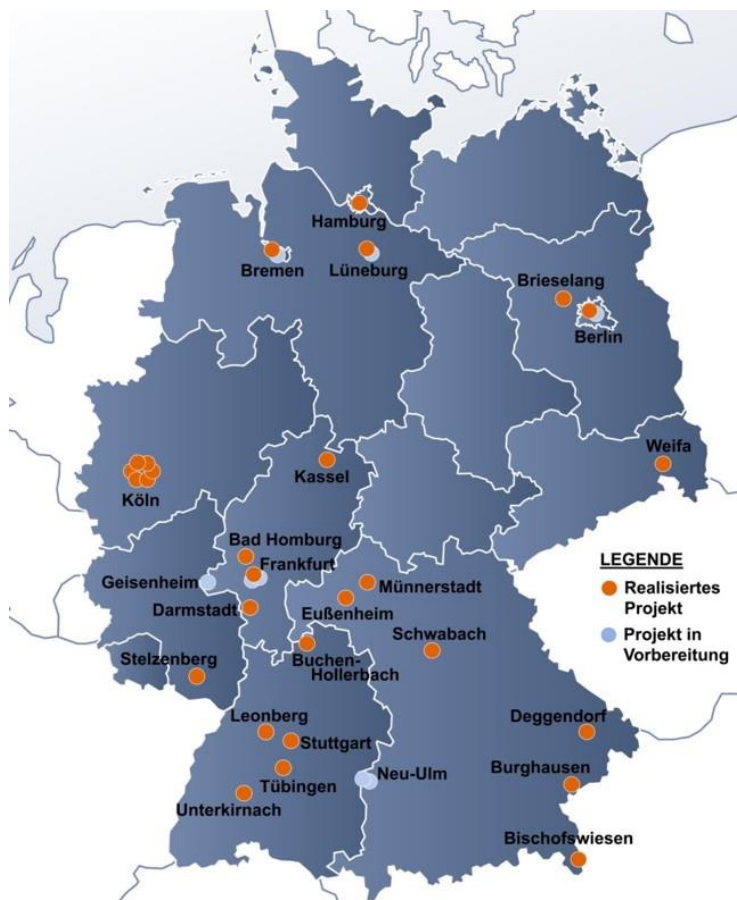 Hamburg
Bremen
Lüneburg
Brieselang
Berlin
Weifa
Kassel
Köln
Bad Homburg
Frankfurt
Geisenheim
Darmstadt
Münnerstadt
Eußenheim
Schwabach
Stelzenberg
Buchen-
Hollerbach
Leonberg
Stuttgart
Tübingen
Unterkirnach
Neu-Ulm
Deggendorf
Burghausen
Bischofswiesen
LEGENDE
Realisiertes
Projekt
Projekt in
Vorbereitung